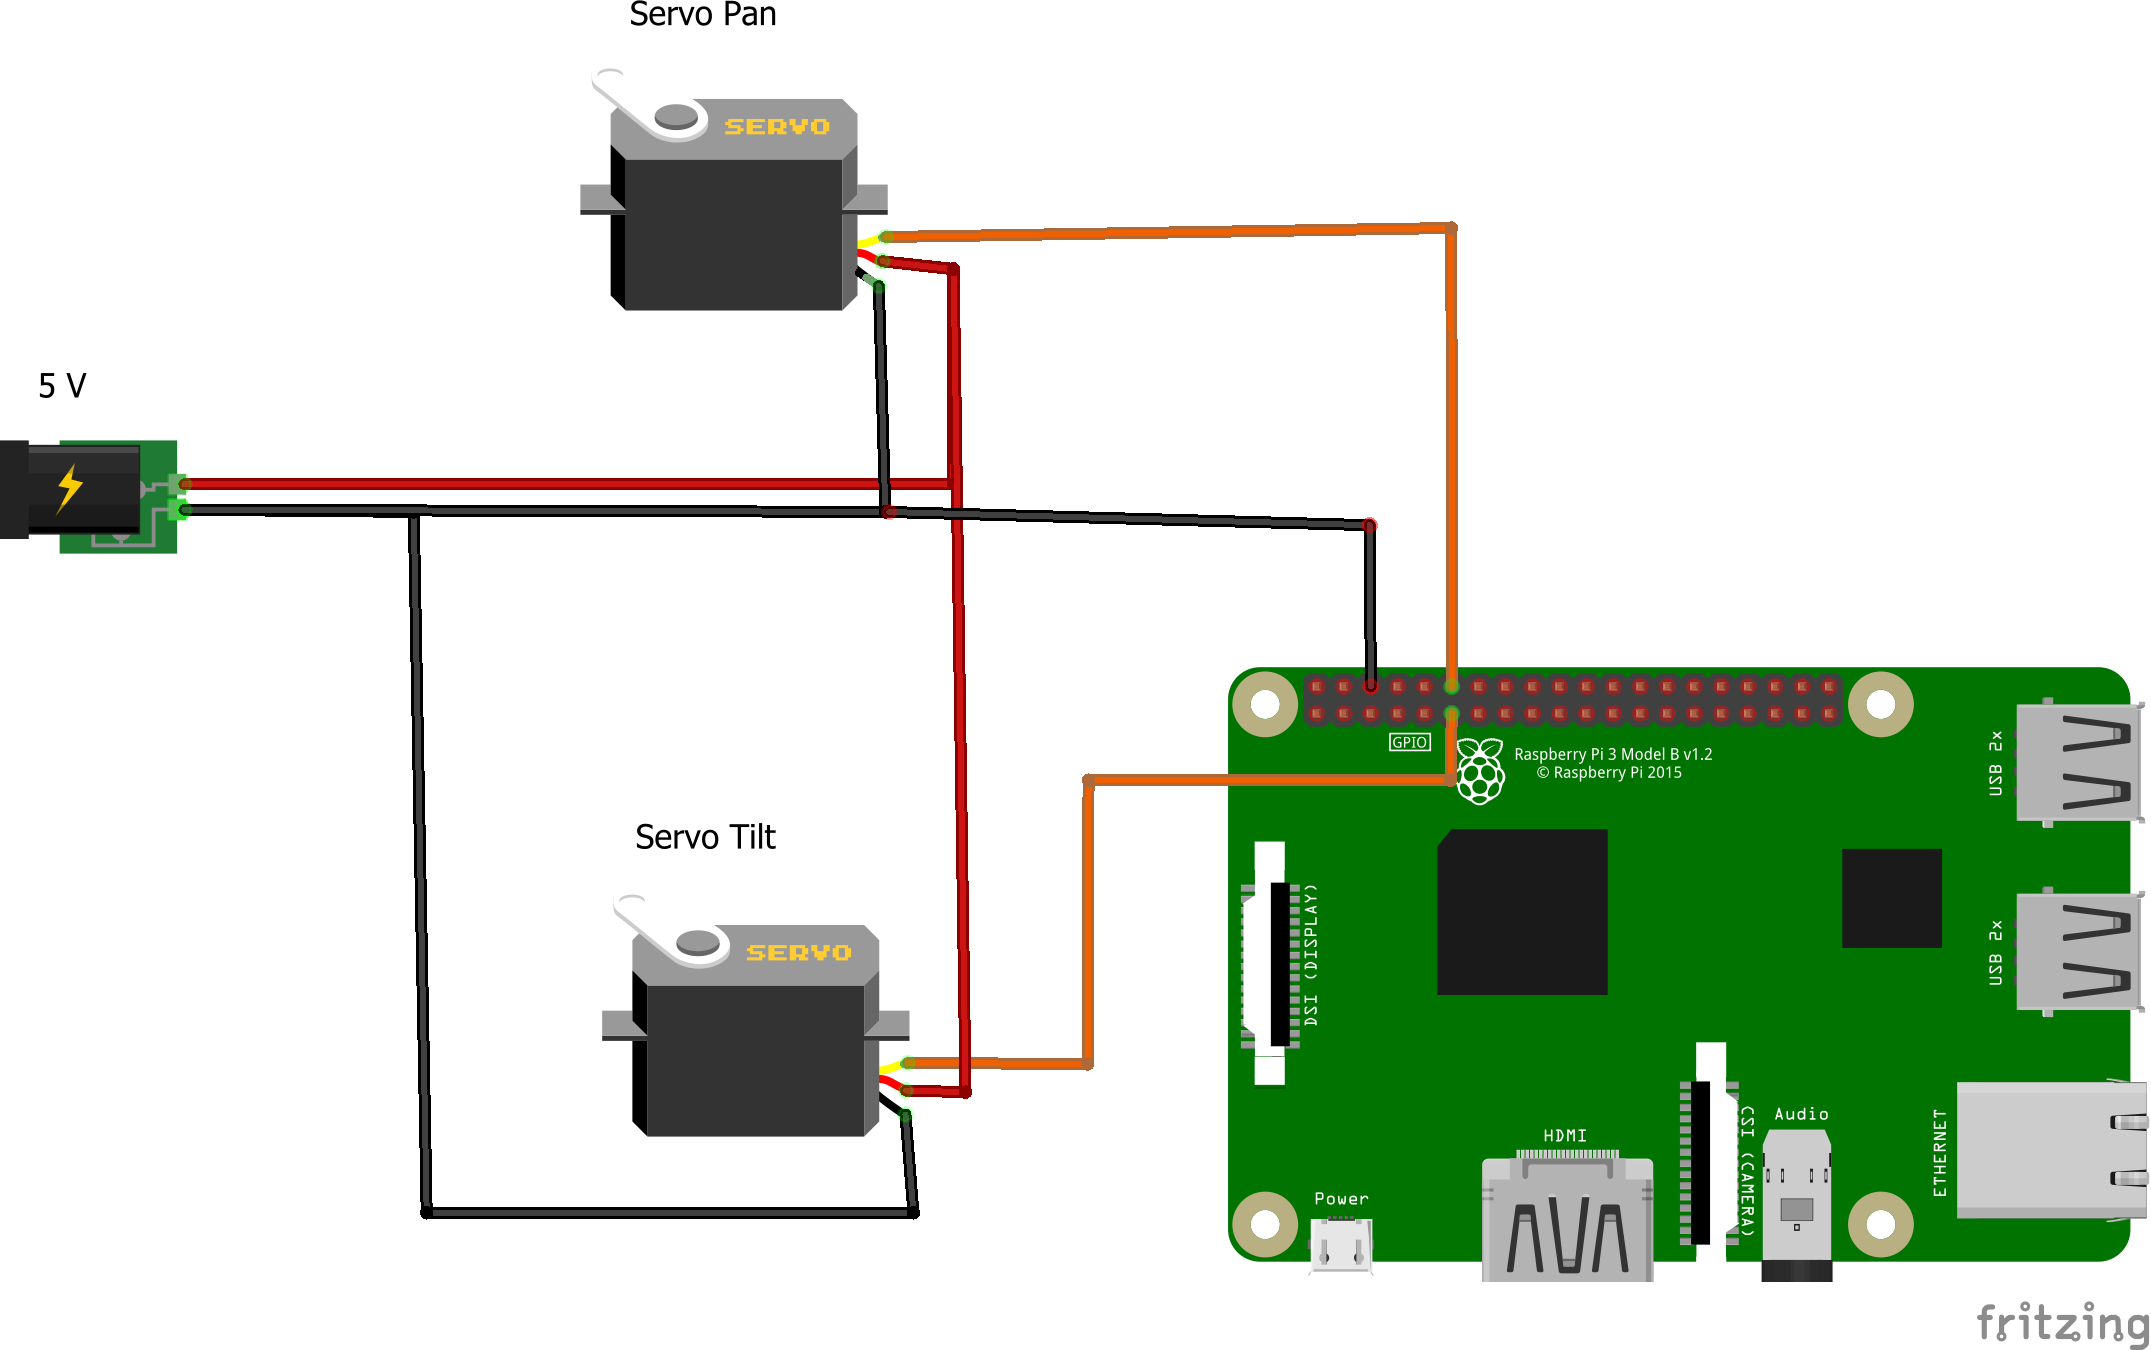 Servo Pan
SERVO
5 V
GPIO
Raspberry Pi 3 Model B v1.2
© Raspberry Pi 2015
USB 2x
Servo Tilt
SERVO
DSI (DISPLAY)
USB 2x
CSI (CAMERA)
Audio
ETHERNET
HDMI
Power
fritzing